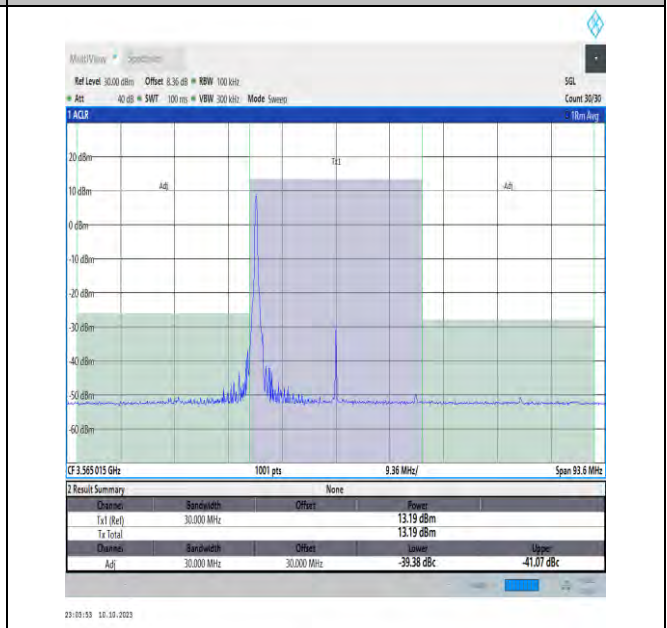 MultiView Spectrum
Ref Level 30.00 dBm Offset 8.36 dB RBW 100 kHz SGL
Att 40 dB SWT 100 ms VBW 300 kHz Mode Sweep Count 30/30
1 ACLR 1Rm Avg
20 dBm
Tx1
10 dBm Adj Adj
0 dBm
-10 dBm
-20 dBm
-30 dBm
-40 dBm
-50 dBm
-60 dBm
CF 3.565 015 GHz 1001 pts 9.36 MHz/ Span 93.6 MHz
2 Result Summary None
Channel Bandwidth Offset Power
Tx1 (Ref) 30.000 MHz 13.19 dBm
Tx Total 13.19 dBm
Channel Bandwidth Offset Lower Upper
Adj 30.000 MHz 30.000 MHz -39.38 dBc -41.07 dBc
23:03:53 10.10.2023